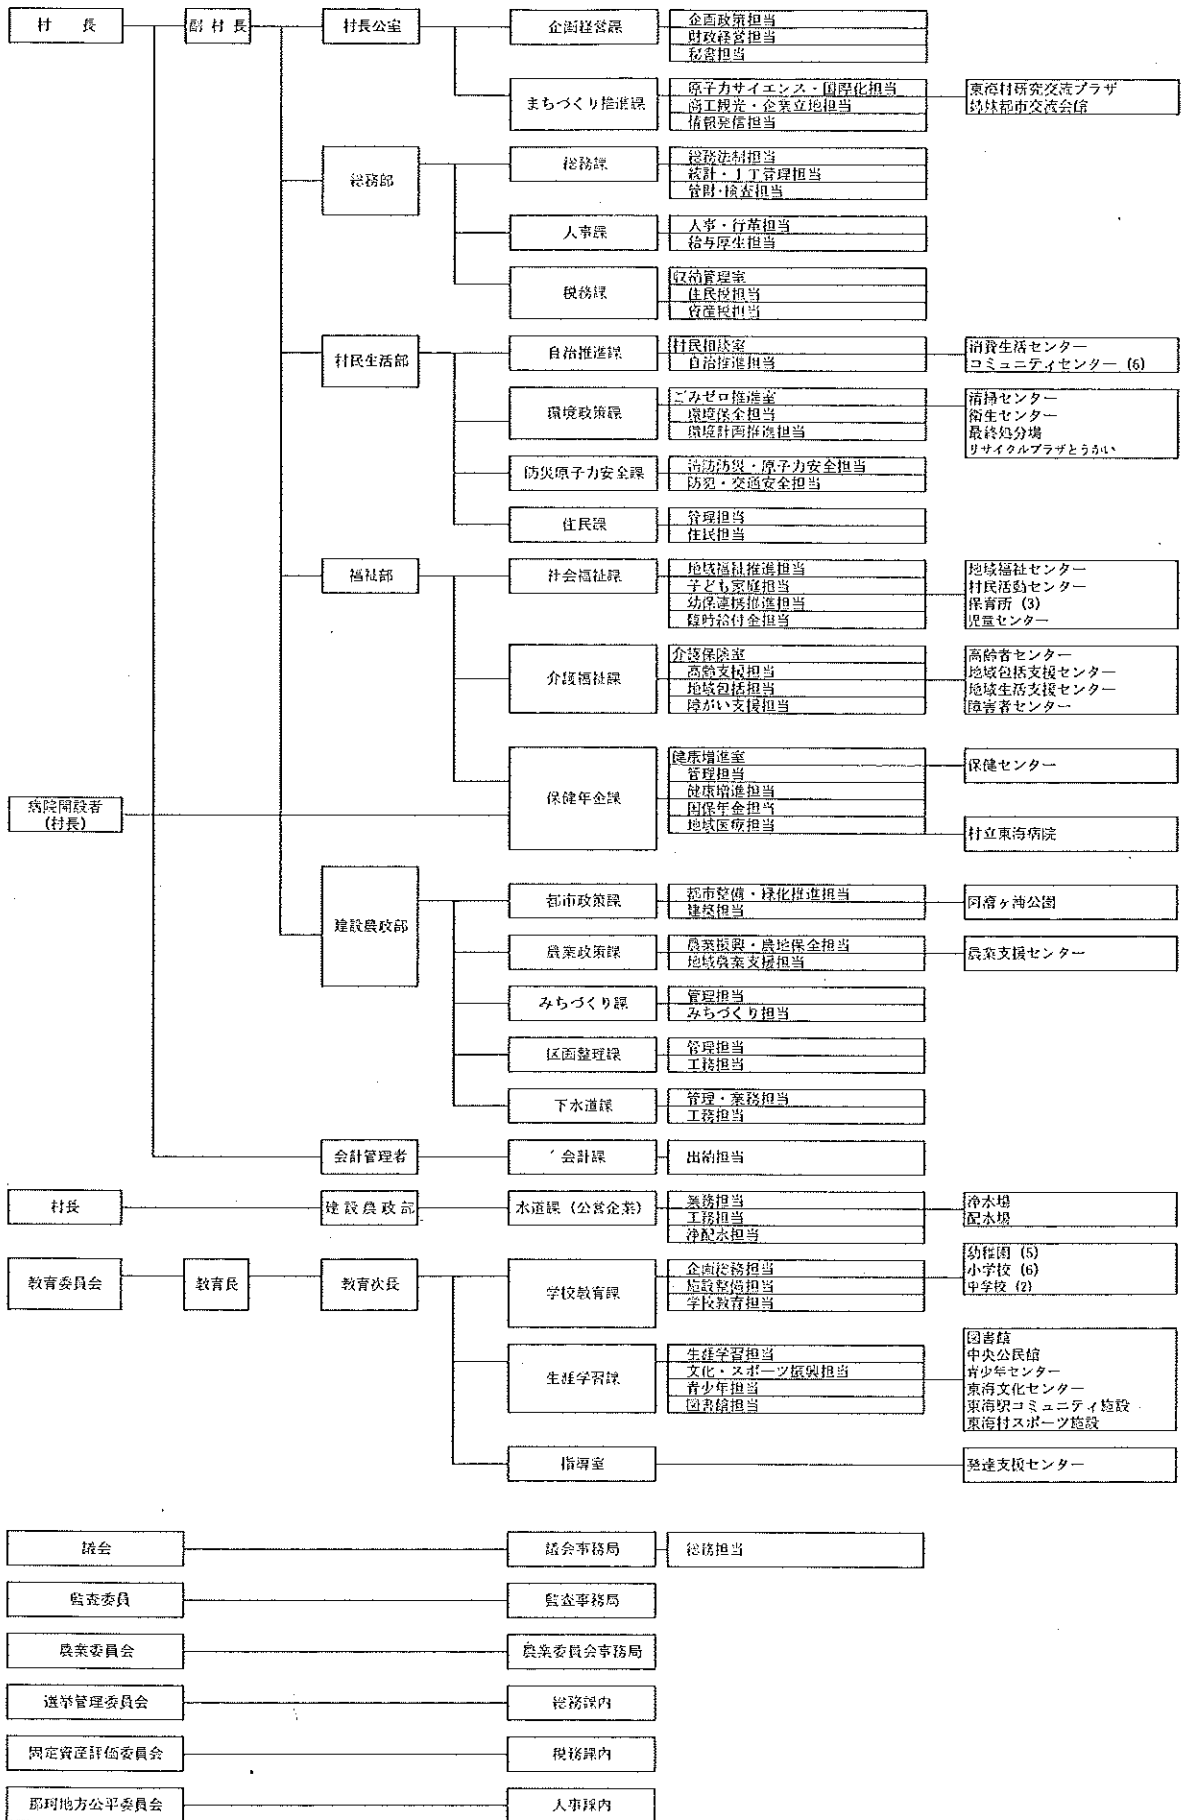 村 長
副村長
村長公室
企画経営課
企画政策担当
財政経営担当
秘書担当
まちづくり推進課
原子力サイエンス・国際化担当
商工観光・企業立地担当
情報発信担当
東海村研究交流プラザ
姉妹都市交流会館
総務部
総務課
総務法制担当
統計・IT管理担当
管財・検査担当
人事課
人事・行革担当
給与厚生担当
税務課
収納管理室
住民税担当
資産税担当
村民生活部
自治推進課
村民相談室
自治推進担当
消費生活センター
コミュニティセンター (6)
環境政策課
ごみゼロ推進室
環境保全担当
環境計画推進担当
清掃センター
衛生センター
最終処分場
リサイクルプラザとうかい
防災原子力安全課
消防防災・原子力安全担当
防犯・交通安全担当
住民課
管理担当
住民担当
福祉部
社会福祉課
地域福祉推進担当
子ども家庭担当
幼保連携推進担当
臨時給付金担当
地域福祉センター
村民活動センター
保育所 (3)
児童センター
介護福祉課
介護保険室
高齢支援担当
地域包括担当
障がい支援担当
高齢者センター
地域包括支援センター
地域生活支援センター
障害者センター
病院開設者
(村長)
保健年金課
健康増進室
管理担当
健康増進担当
国保年金担当
地域医療担当
保健センター
村立東海病院
建設農政部
都市政策課
都市整備・緑化推進担当
建築担当
阿漕ヶ浦公園
農業政策課
農業振興・農地保全担当
地域農業支援担当
農業支援センター
みちづくり課
管理担当
みちづくり担当
区画整理課
管理担当
工務担当
下水道課
管理・業務担当
工務担当
会計管理者
会計課
出納担当
村長
建設農政部
水道課 (公営企業)
業務担当
工務担当
浄配水担当
浄水場
配水場
教育委員会
教育長
教育次長
学校教育課
企画総務担当
施設整備担当
学校教育担当
幼稚園 (5)
小学校 (6)
中学校 (2)
生涯学習課
生涯学習担当
文化・スポーツ振興担当
青少年担当
図書館担当
図書館
中央公民館
青少年センター
東海文化センター
東海駅コミュニティ施設
東海村スポーツ施設
指導室
発達支援センター
議会
議会事務局
総務担当
監査委員
監査事務局
農業委員会
農業委員会事務局
選挙管理委員会
総務課内
固定資産評価委員会
税務課内
那珂地方公平委員会
人事課内